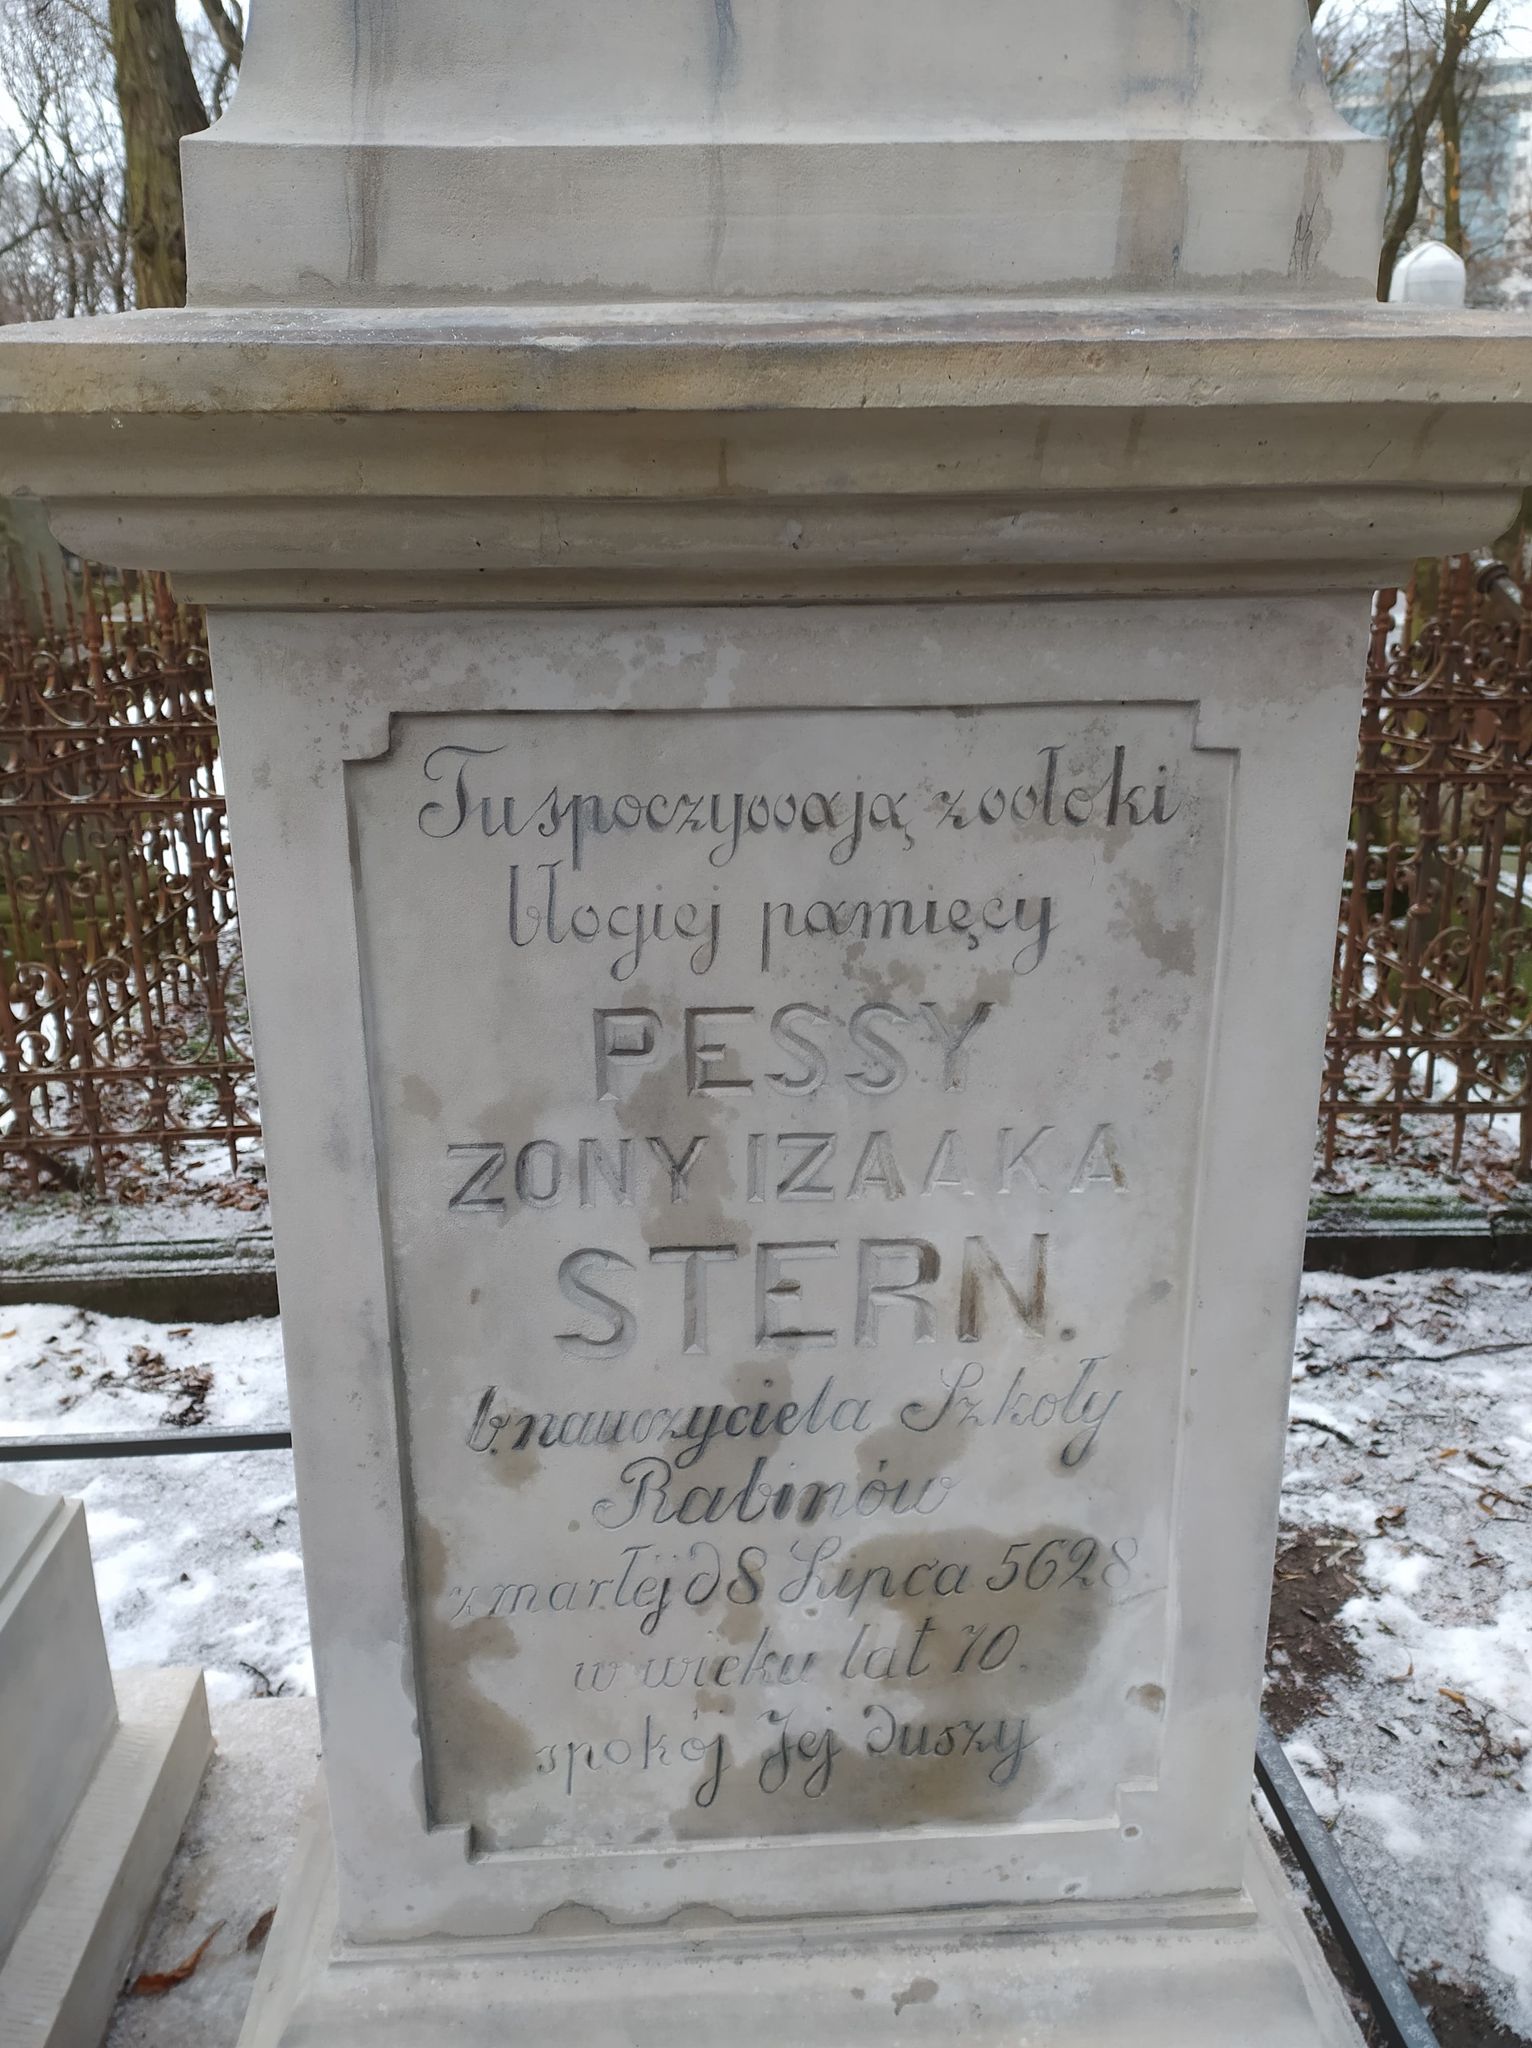 Tu spoczywają zwłoki
błogiej pamięcy
PESSY
ZONY IZAAKA
STERN.
b. nauczyciela Szkoły
Rabinów
zmarłej d 8 Lipca 5628
w wieku lat 70.
spokój Jej duszy